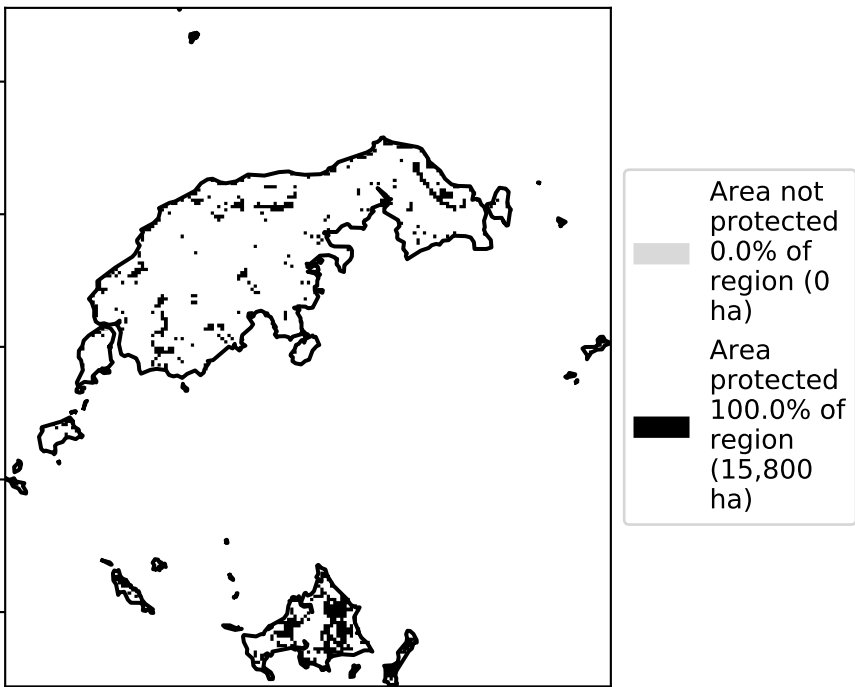 Area not
protected
0.0% of
region (0
ha)
Area
protected
100.0% of
region
(15,800
ha)